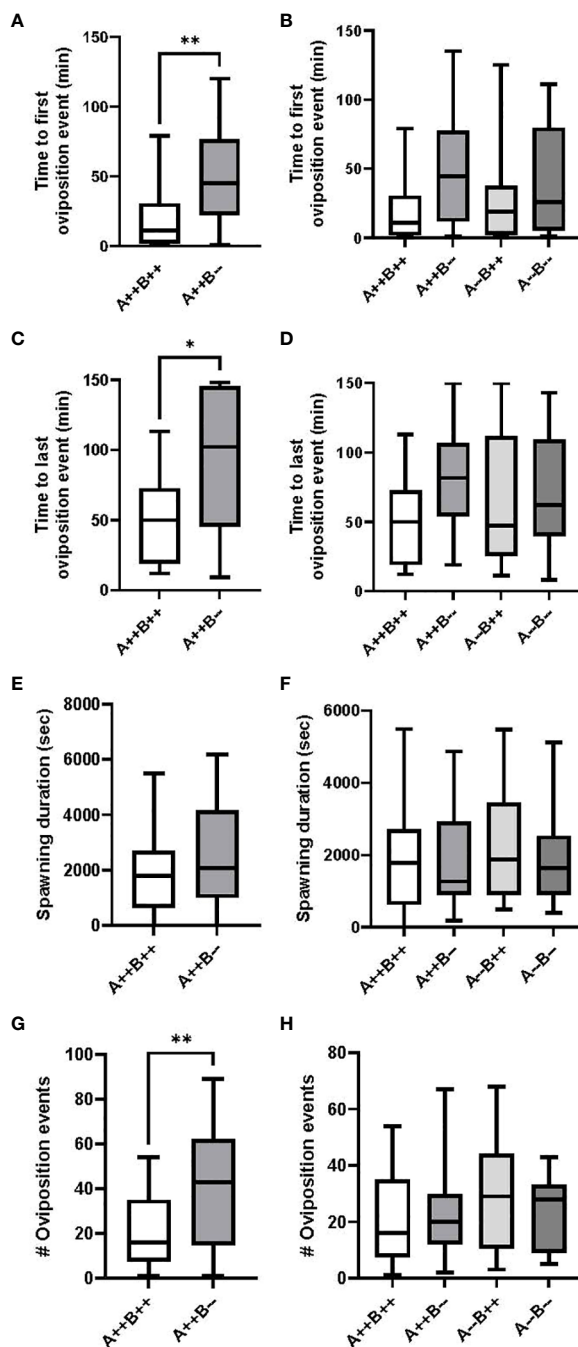 A
Time to first
oviposition event (min)
150
100
50
0
**
A++B++
A++B--
B
Time to first
oviposition event (min)
150
100
50
0
A++B++
A++B--
A--B++
A--B--
C
Time to last
oviposition event (min)
150
100
50
0
*
A++B++
A++B--
D
Time to last
oviposition event (min)
150
100
50
0
A++B++
A++B--
A--B++
A--B--
E
Spawning duration (sec)
8000
6000
4000
2000
0
A++B++
A++B--
F
Spawning duration (sec)
6000
4000
2000
0
A++B++
A++B--
A--B++
A--B--
G
# Oviposition events
100
80
60
40
20
0
**
A++B++
A++B--
H
# Oviposition events
80
60
40
20
0
A++B++
A++B--
A--B++
A--B--